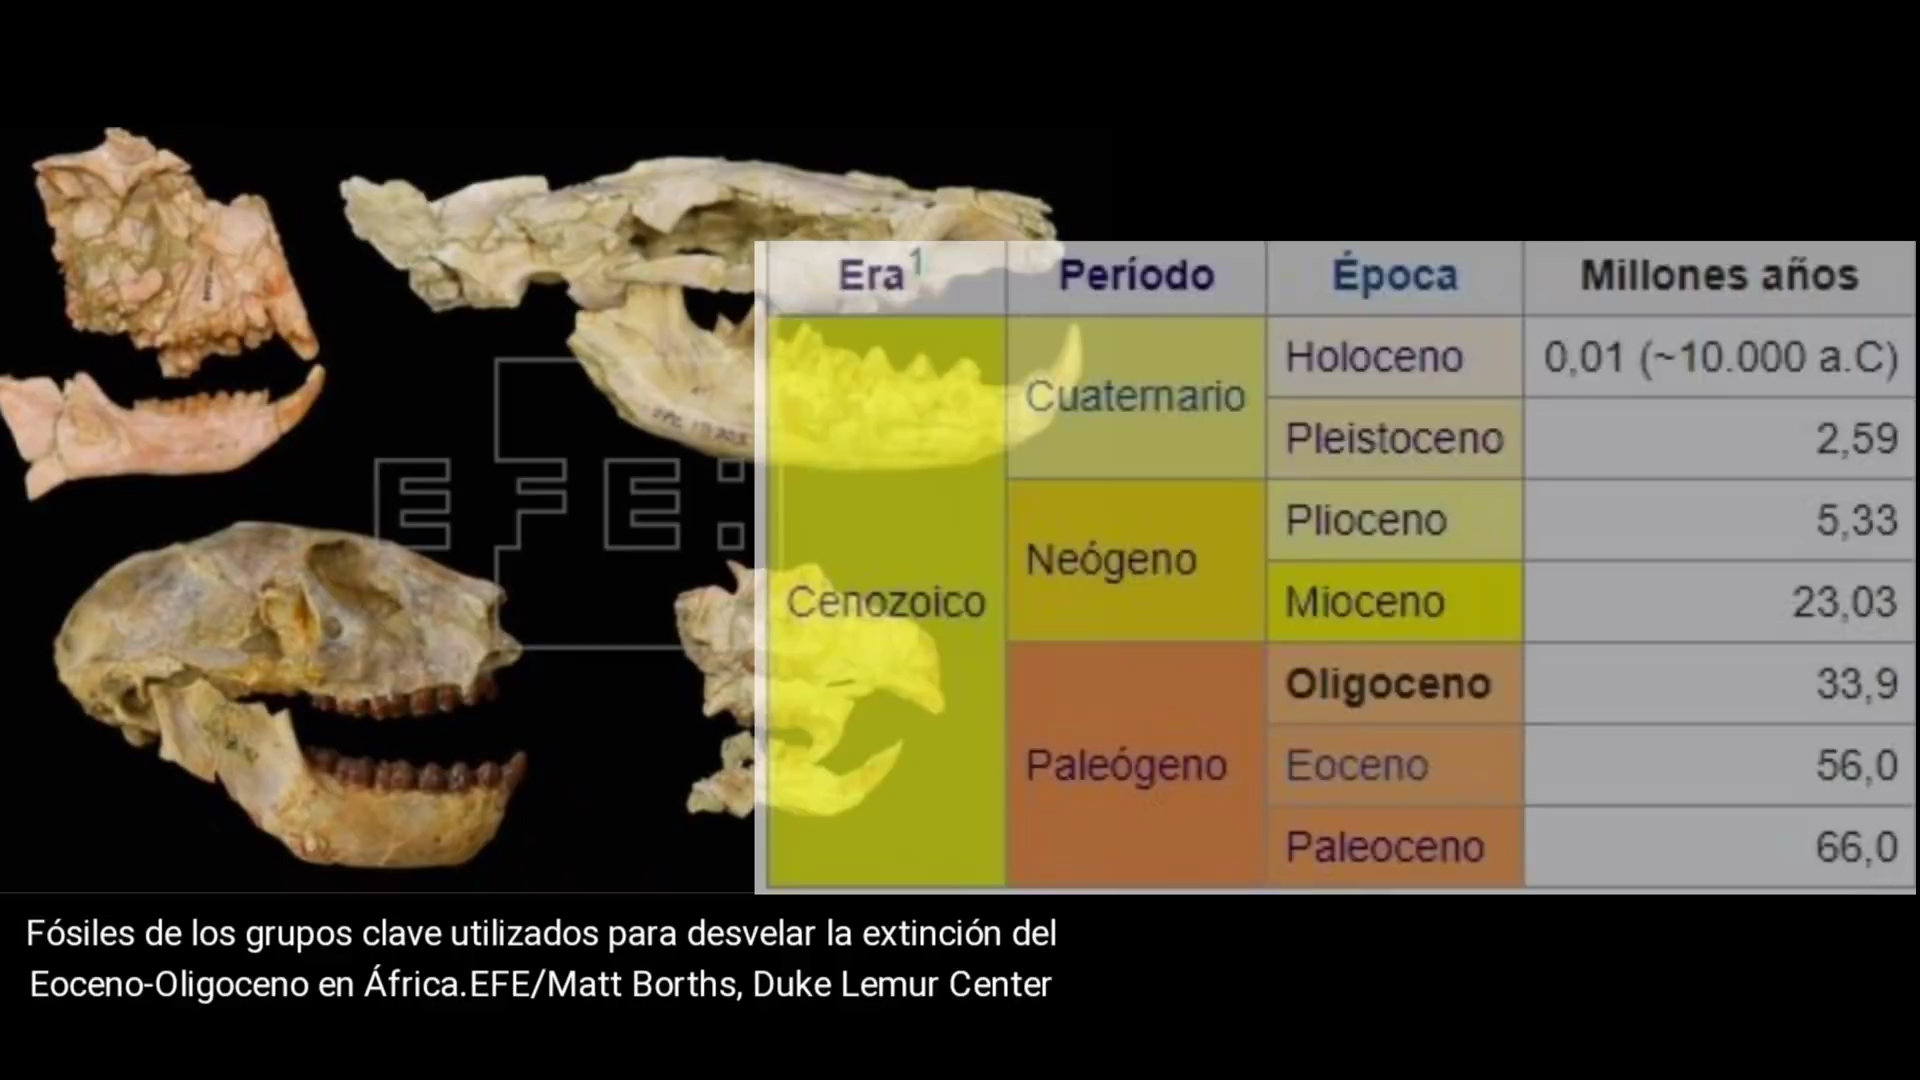 EFE:
Era¹ Período Época Millones años
Cenozoico Cuaternario Holoceno 0,01 (~10.000 a.C)
Pleistoceno 2,59
Neógeno Plioceno 5,33
Mioceno 23,03
Paleógeno Oligoceno 33,9
Eoceno 56,0
Paleoceno 66,0
Fósiles de los grupos clave utilizados para desvelar la extinción del
Eoceno-Oligoceno en África.EFE/Matt Borths, Duke Lemur Center